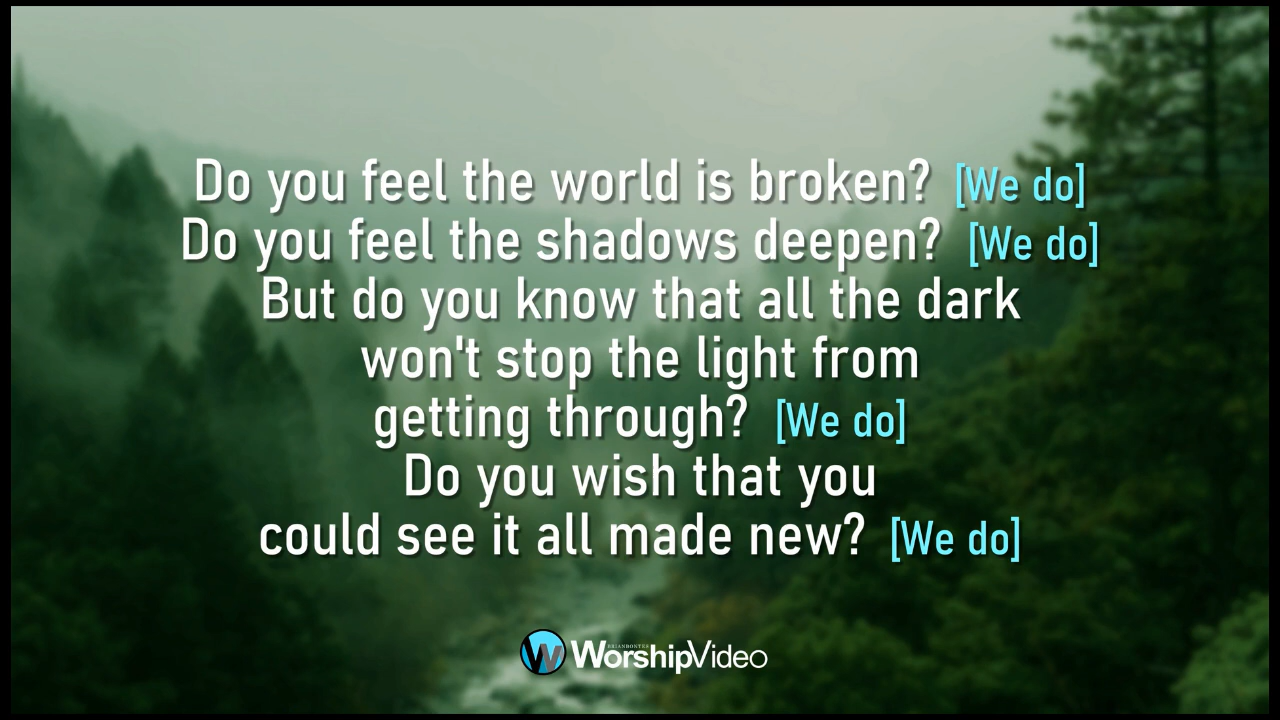 Do you feel the world is broken? [We do]
Do you feel the shadows deepen? [We do]
But do you know that all the dark
won't stop the light from
getting through? [We do]
Do you wish that you
could see it all made new? [We do]
WorshipVideo